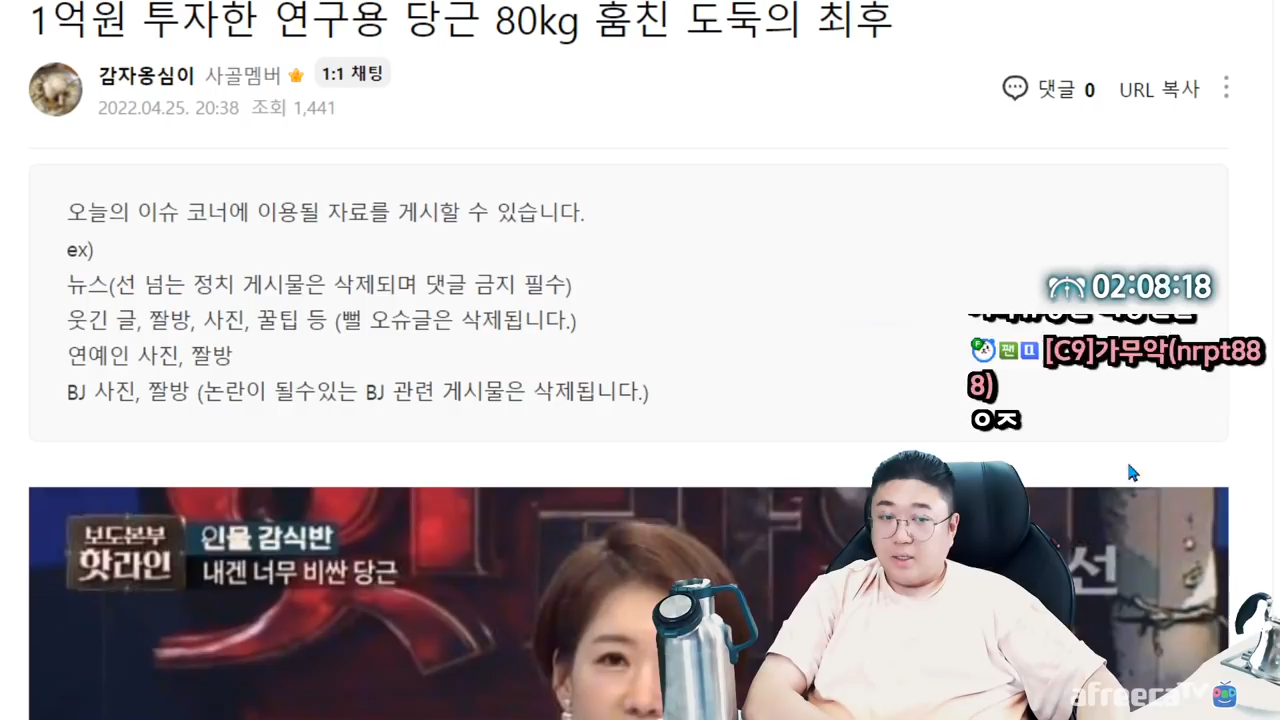 1억원 투자한 연구용 당근 80kg 훔친 도둑의 최후
감자옹심이 사골멤버 1:1 채팅
2022.04.25. 20:38 조회 1,441
댓글 0 URL 복사
오늘의 이슈 코너에 이용될 자료를 게시할 수 있습니다.
ex)
뉴스(선 넘는 정치 게시물은 삭제되며 댓글 금지 필수)
웃긴 글, 짤방, 사진, 꿀팁 등 (뻘 오슈글은 삭제됩니다.)
연예인 사진, 짤방
BJ 사진, 짤방 (논란이 될수있는 BJ 관련 게시물은 삭제됩니다.)
02:08:18
팬 [C9]가무악(nrpt88
8)
ㅇㅈ
보도본부
핫라인
인물 감식반
내겐 너무 비싼 당근
선
afreecaTV